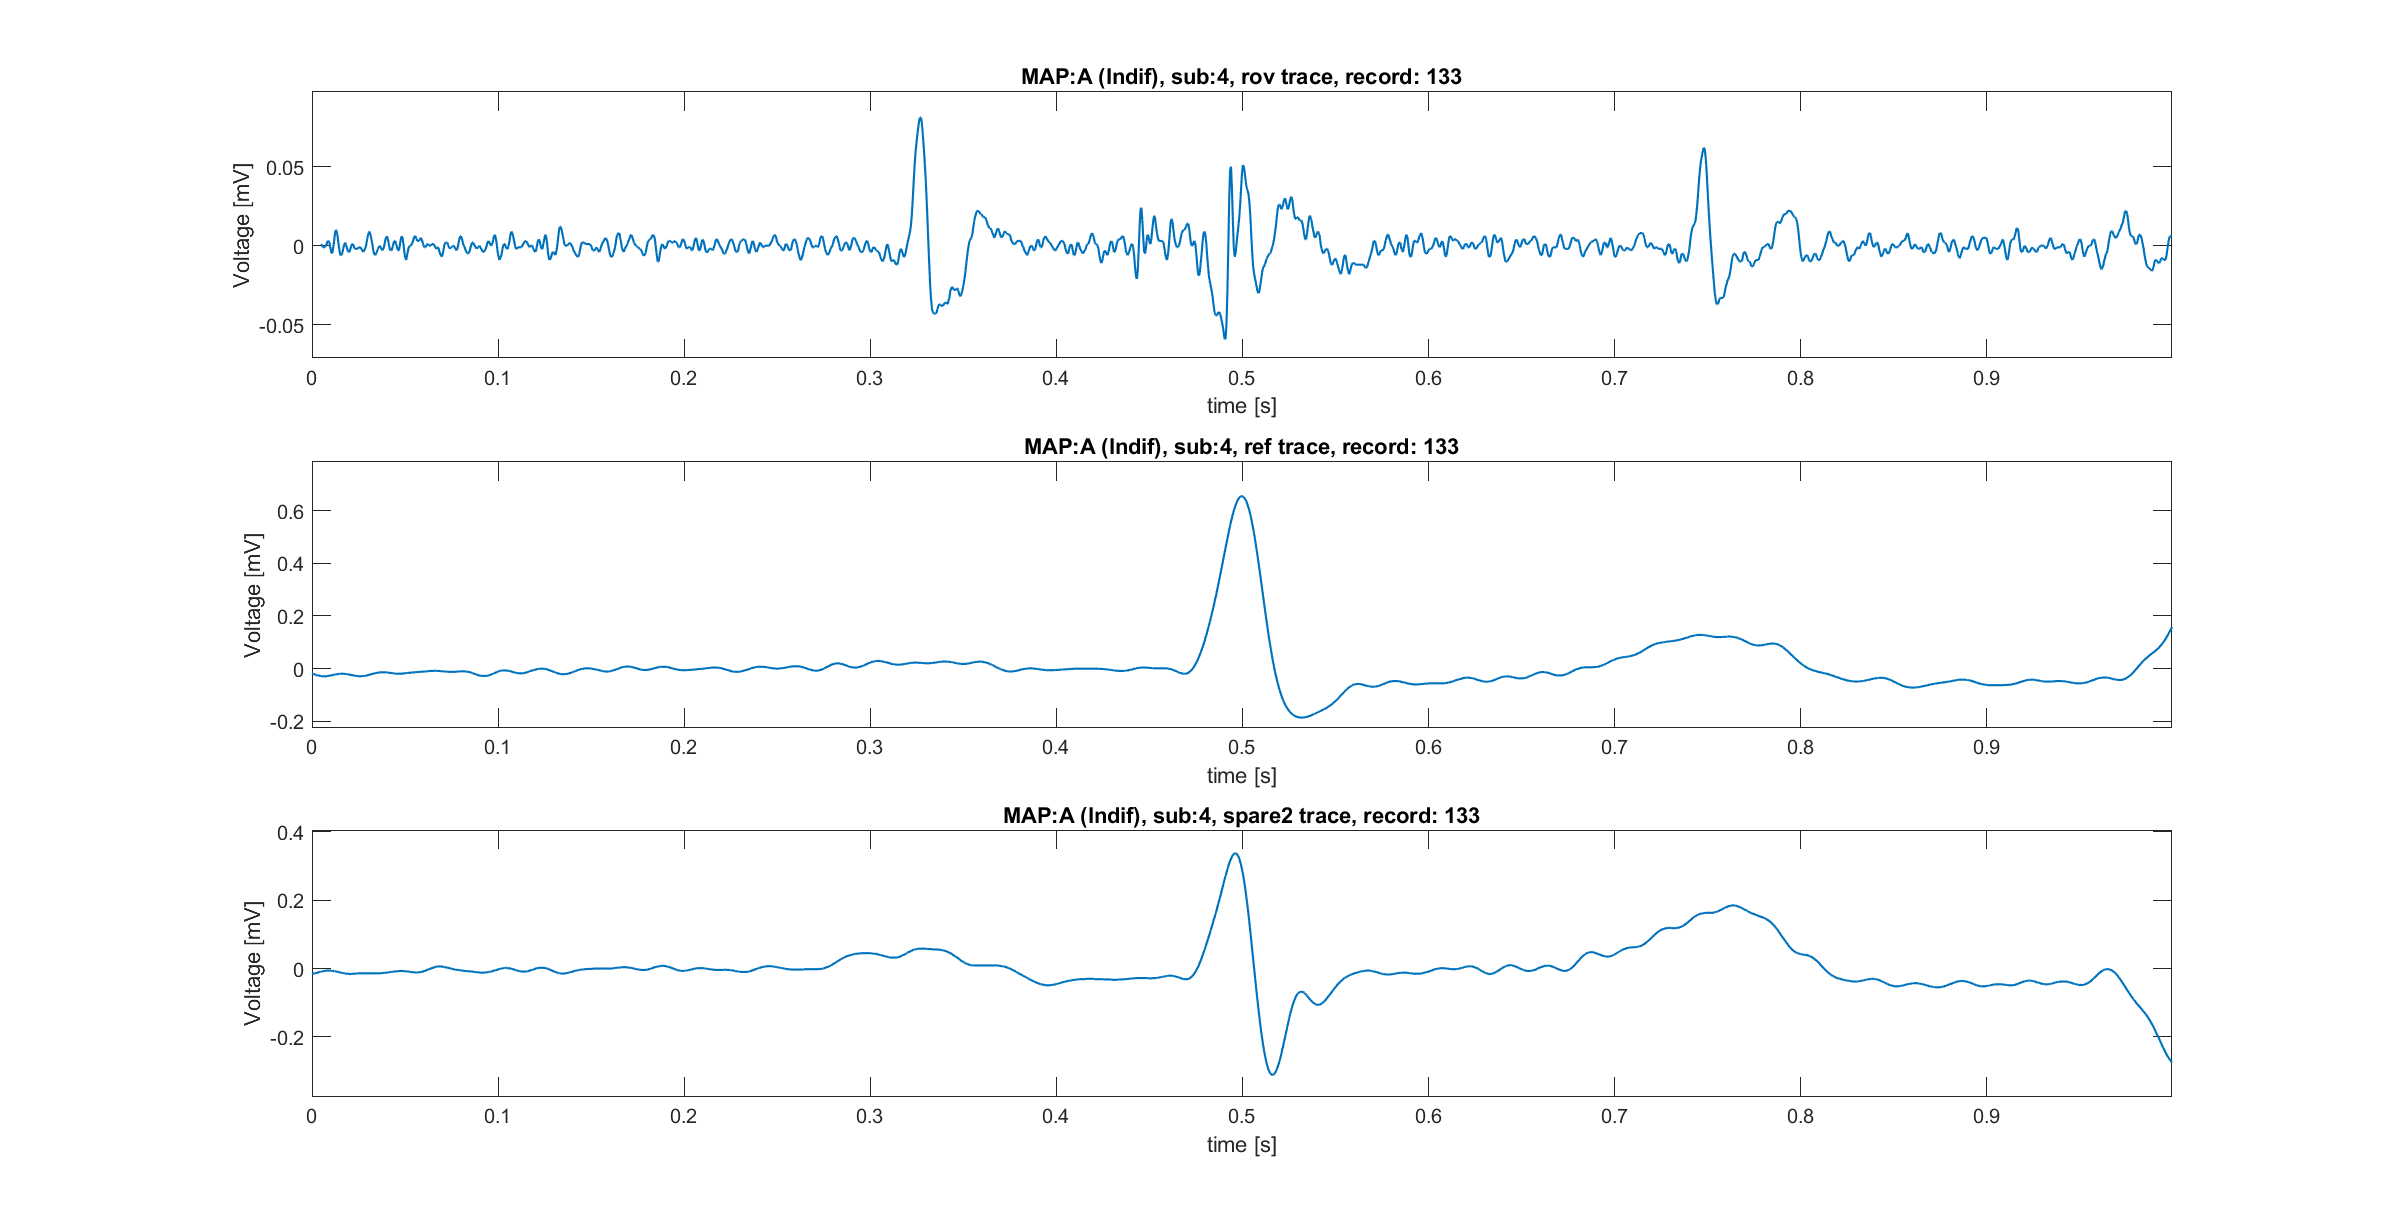 MAP:A (Indif), sub:4, rov trace, record: 133
Voltage [mV]
0.05
0
-0.05
0 0.1 0.2 0.3 0.4 0.5 0.6 0.7 0.8 0.9
time [s]
MAP:A (Indif), sub:4, ref trace, record: 133
Voltage [mV]
0.6
0.4
0.2
0
-0.2
0 0.1 0.2 0.3 0.4 0.5 0.6 0.7 0.8 0.9
time [s]
MAP:A (Indif), sub:4, spare2 trace, record: 133
Voltage [mV]
0.4
0.2
0
-0.2
0 0.1 0.2 0.3 0.4 0.5 0.6 0.7 0.8 0.9
time [s]